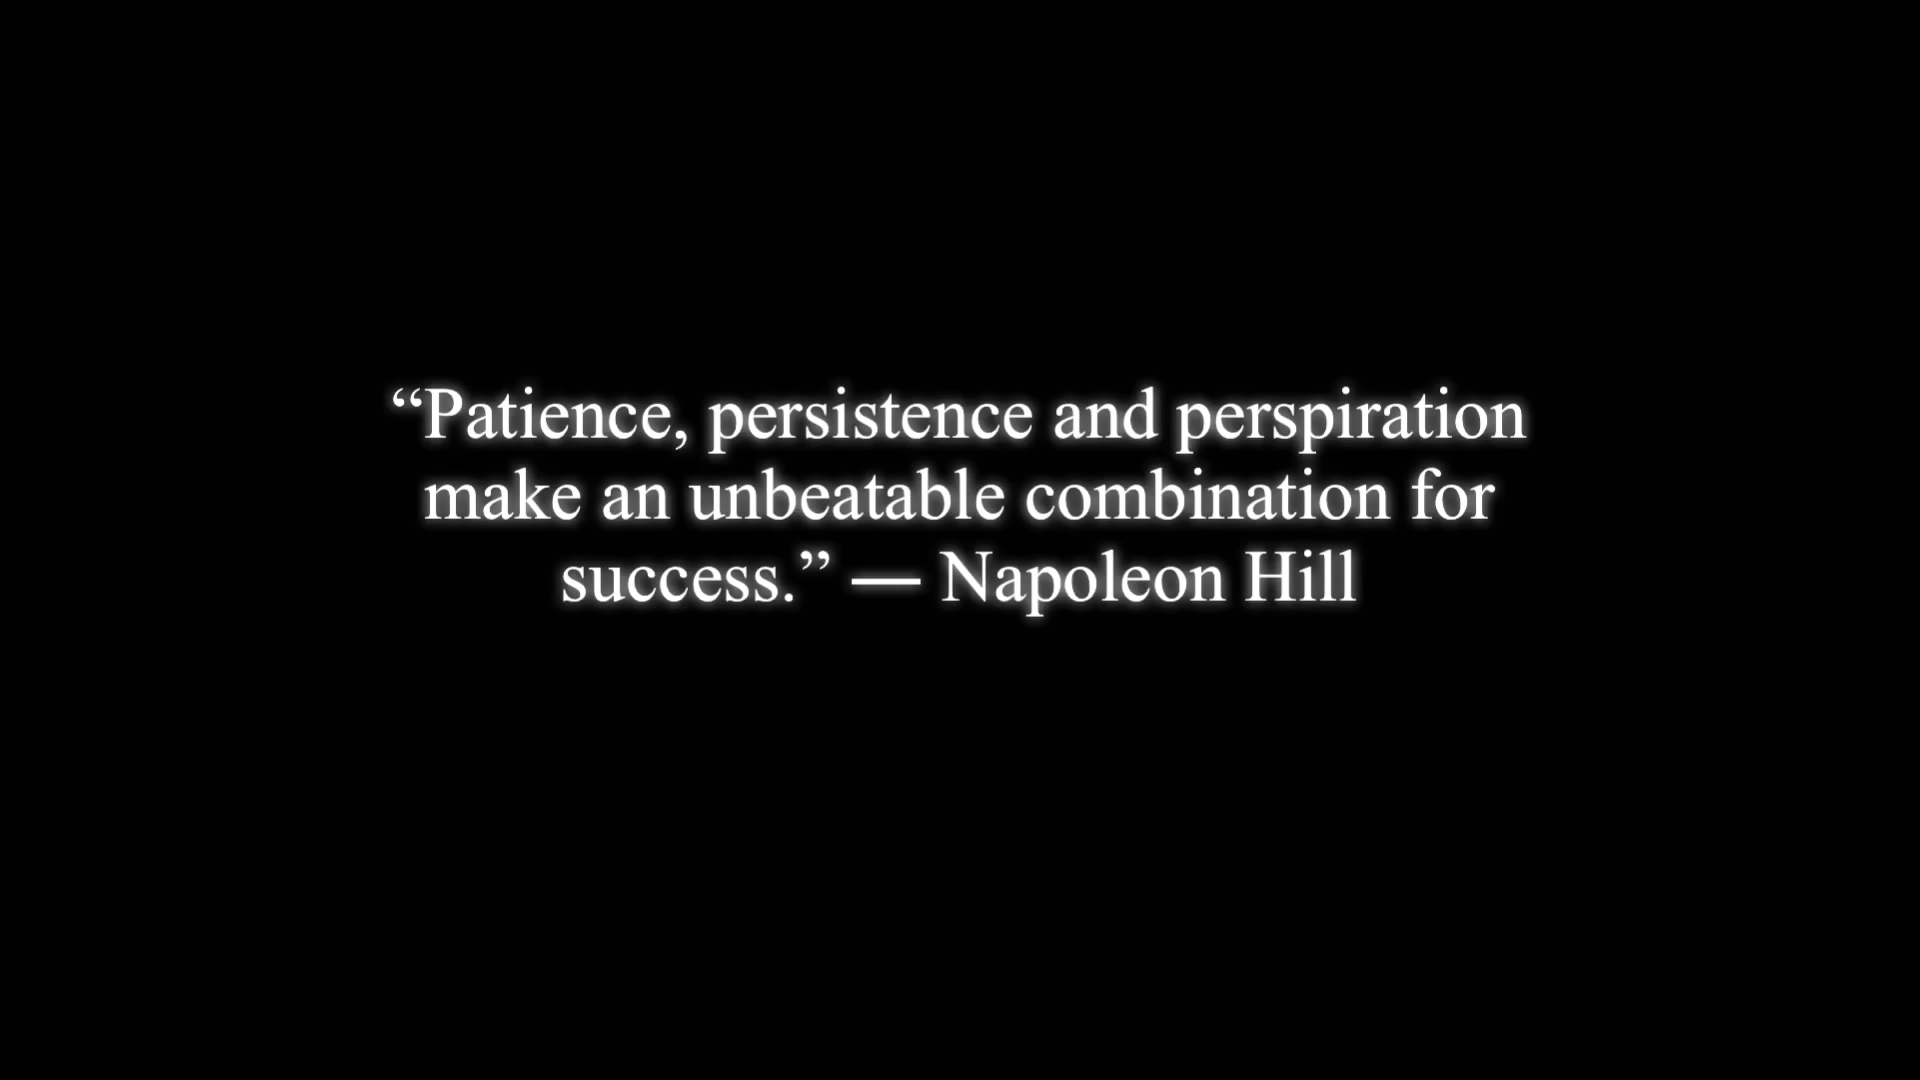 “Patience, persistence and perspiration
make an unbeatable combination for
success.” — Napoleon Hill